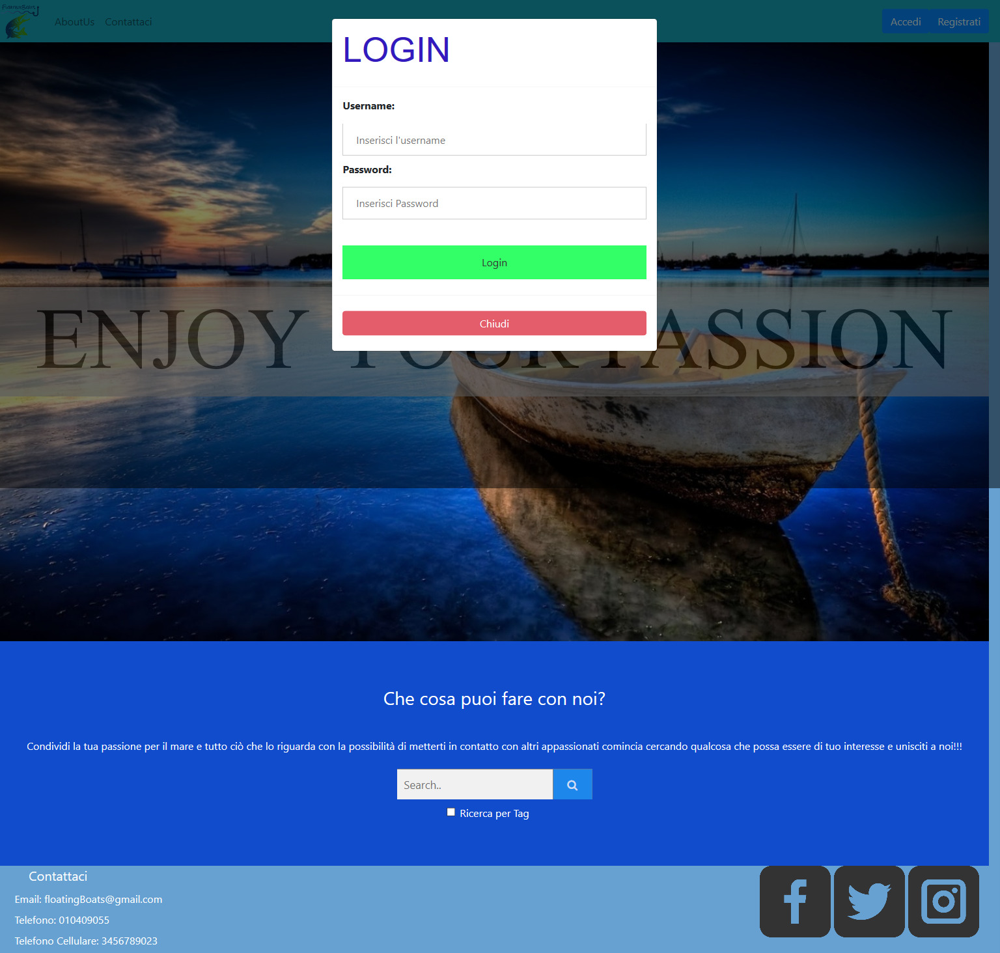 FloatingBoats
AboutUs Contattaci
Accedi Registrati
LOGIN
Username:
Inserisci l'username
Password:
Inserisci Password
Login
Chiudi
ENJOY YOUR PASSION
Che cosa puoi fare con noi?
Condividi la tua passione per il mare e tutto ciò che lo riguarda con la possibilità di metterti in contatto con altri appassionati comincia cercando qualcosa che possa essere di tuo interesse e unisciti a noi!!!
Search..
Ricerca per Tag
Contattaci
Email: floatingBoats@gmail.com
Telefono: 010409055
Telefono Cellulare: 3456789023